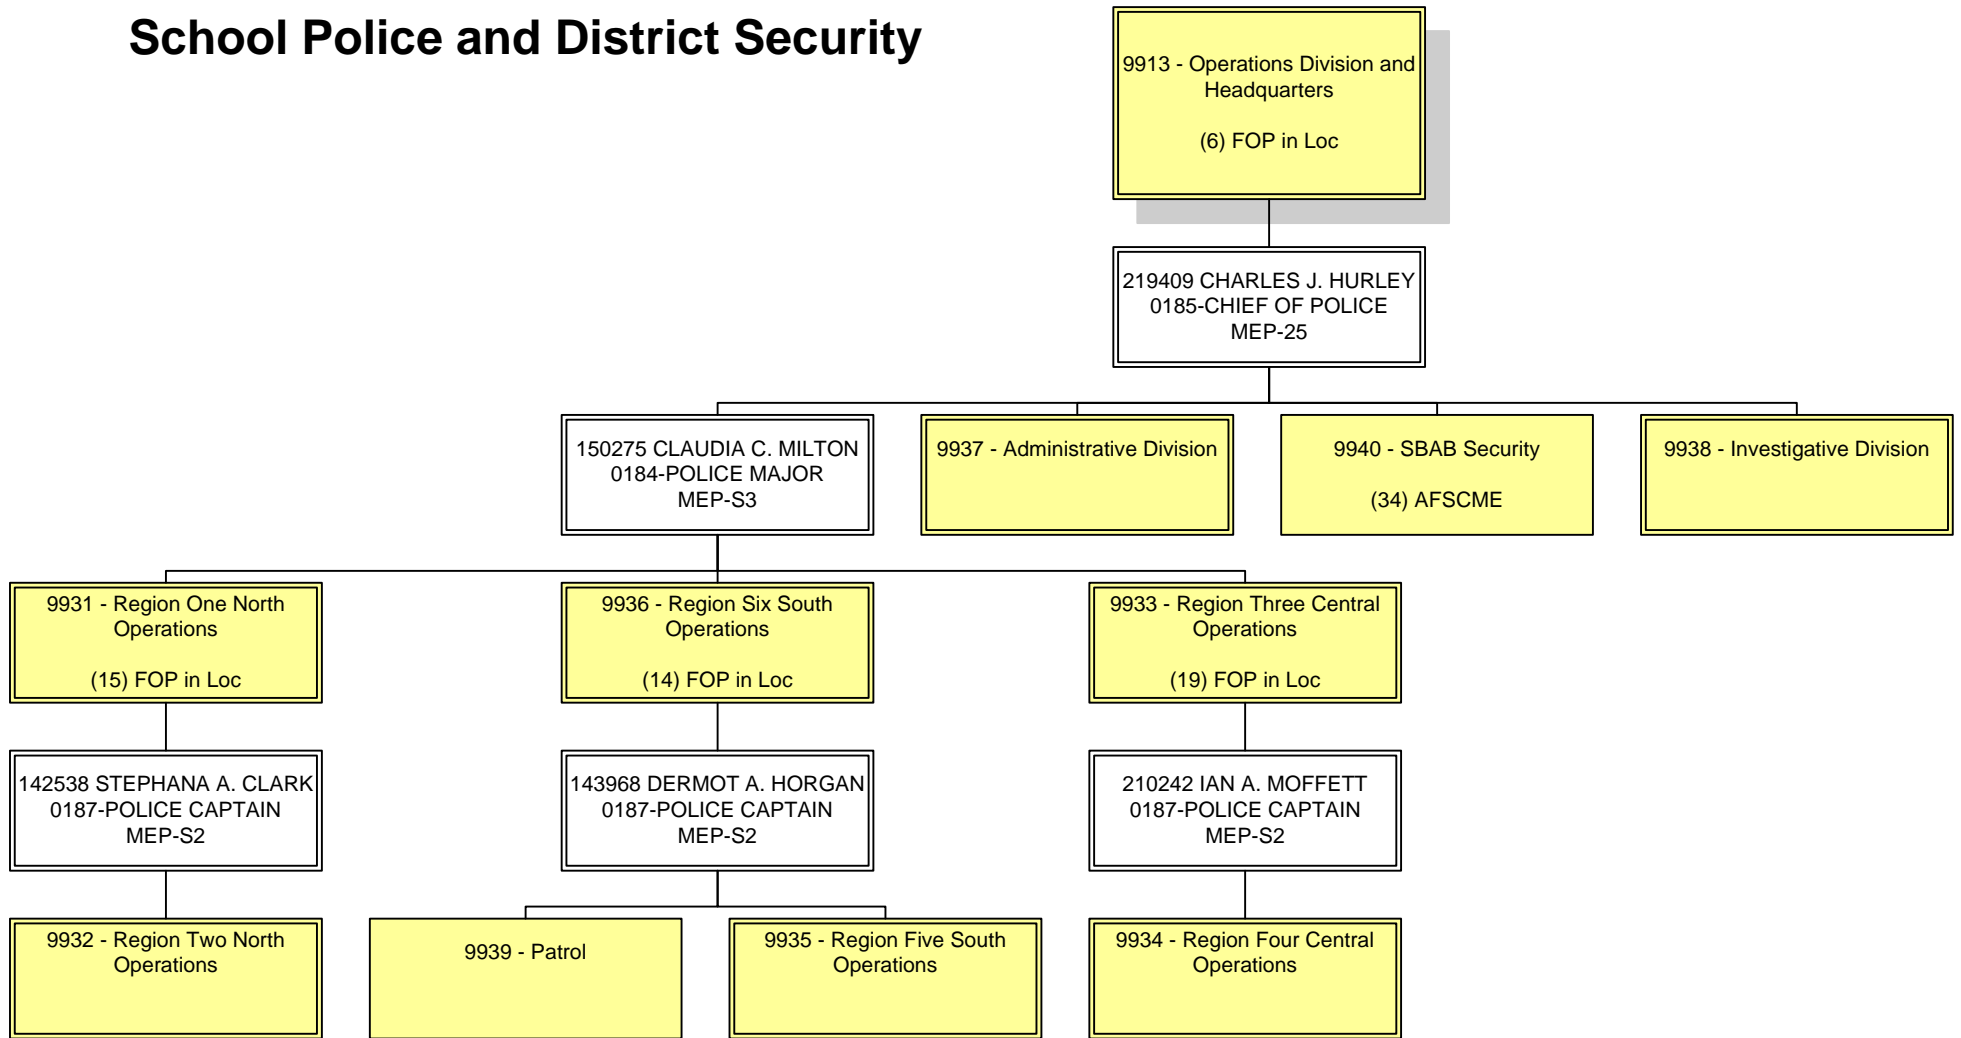 School Police and District Security
9913 - Operations Division and
Headquarters
(6) FOP in Loc
219409 CHARLES J. HURLEY
0185-CHIEF OF POLICE
MEP-25
150275 CLAUDIA C. MILTON
0184-POLICE MAJOR
MEP-S3
9937 - Administrative Division
9940 - SBAB Security
(34) AFSCME
9938 - Investigative Division
9931 - Region One North
Operations
(15) FOP in Loc
9936 - Region Six South
Operations
(14) FOP in Loc
9933 - Region Three Central
Operations
(19) FOP in Loc
142538 STEPHANA A. CLARK
0187-POLICE CAPTAIN
MEP-S2
143968 DERMOT A. HORGAN
0187-POLICE CAPTAIN
MEP-S2
210242 IAN A. MOFFETT
0187-POLICE CAPTAIN
MEP-S2
9932 - Region Two North
Operations
9939 - Patrol
9935 - Region Five South
Operations
9934 - Region Four Central
Operations